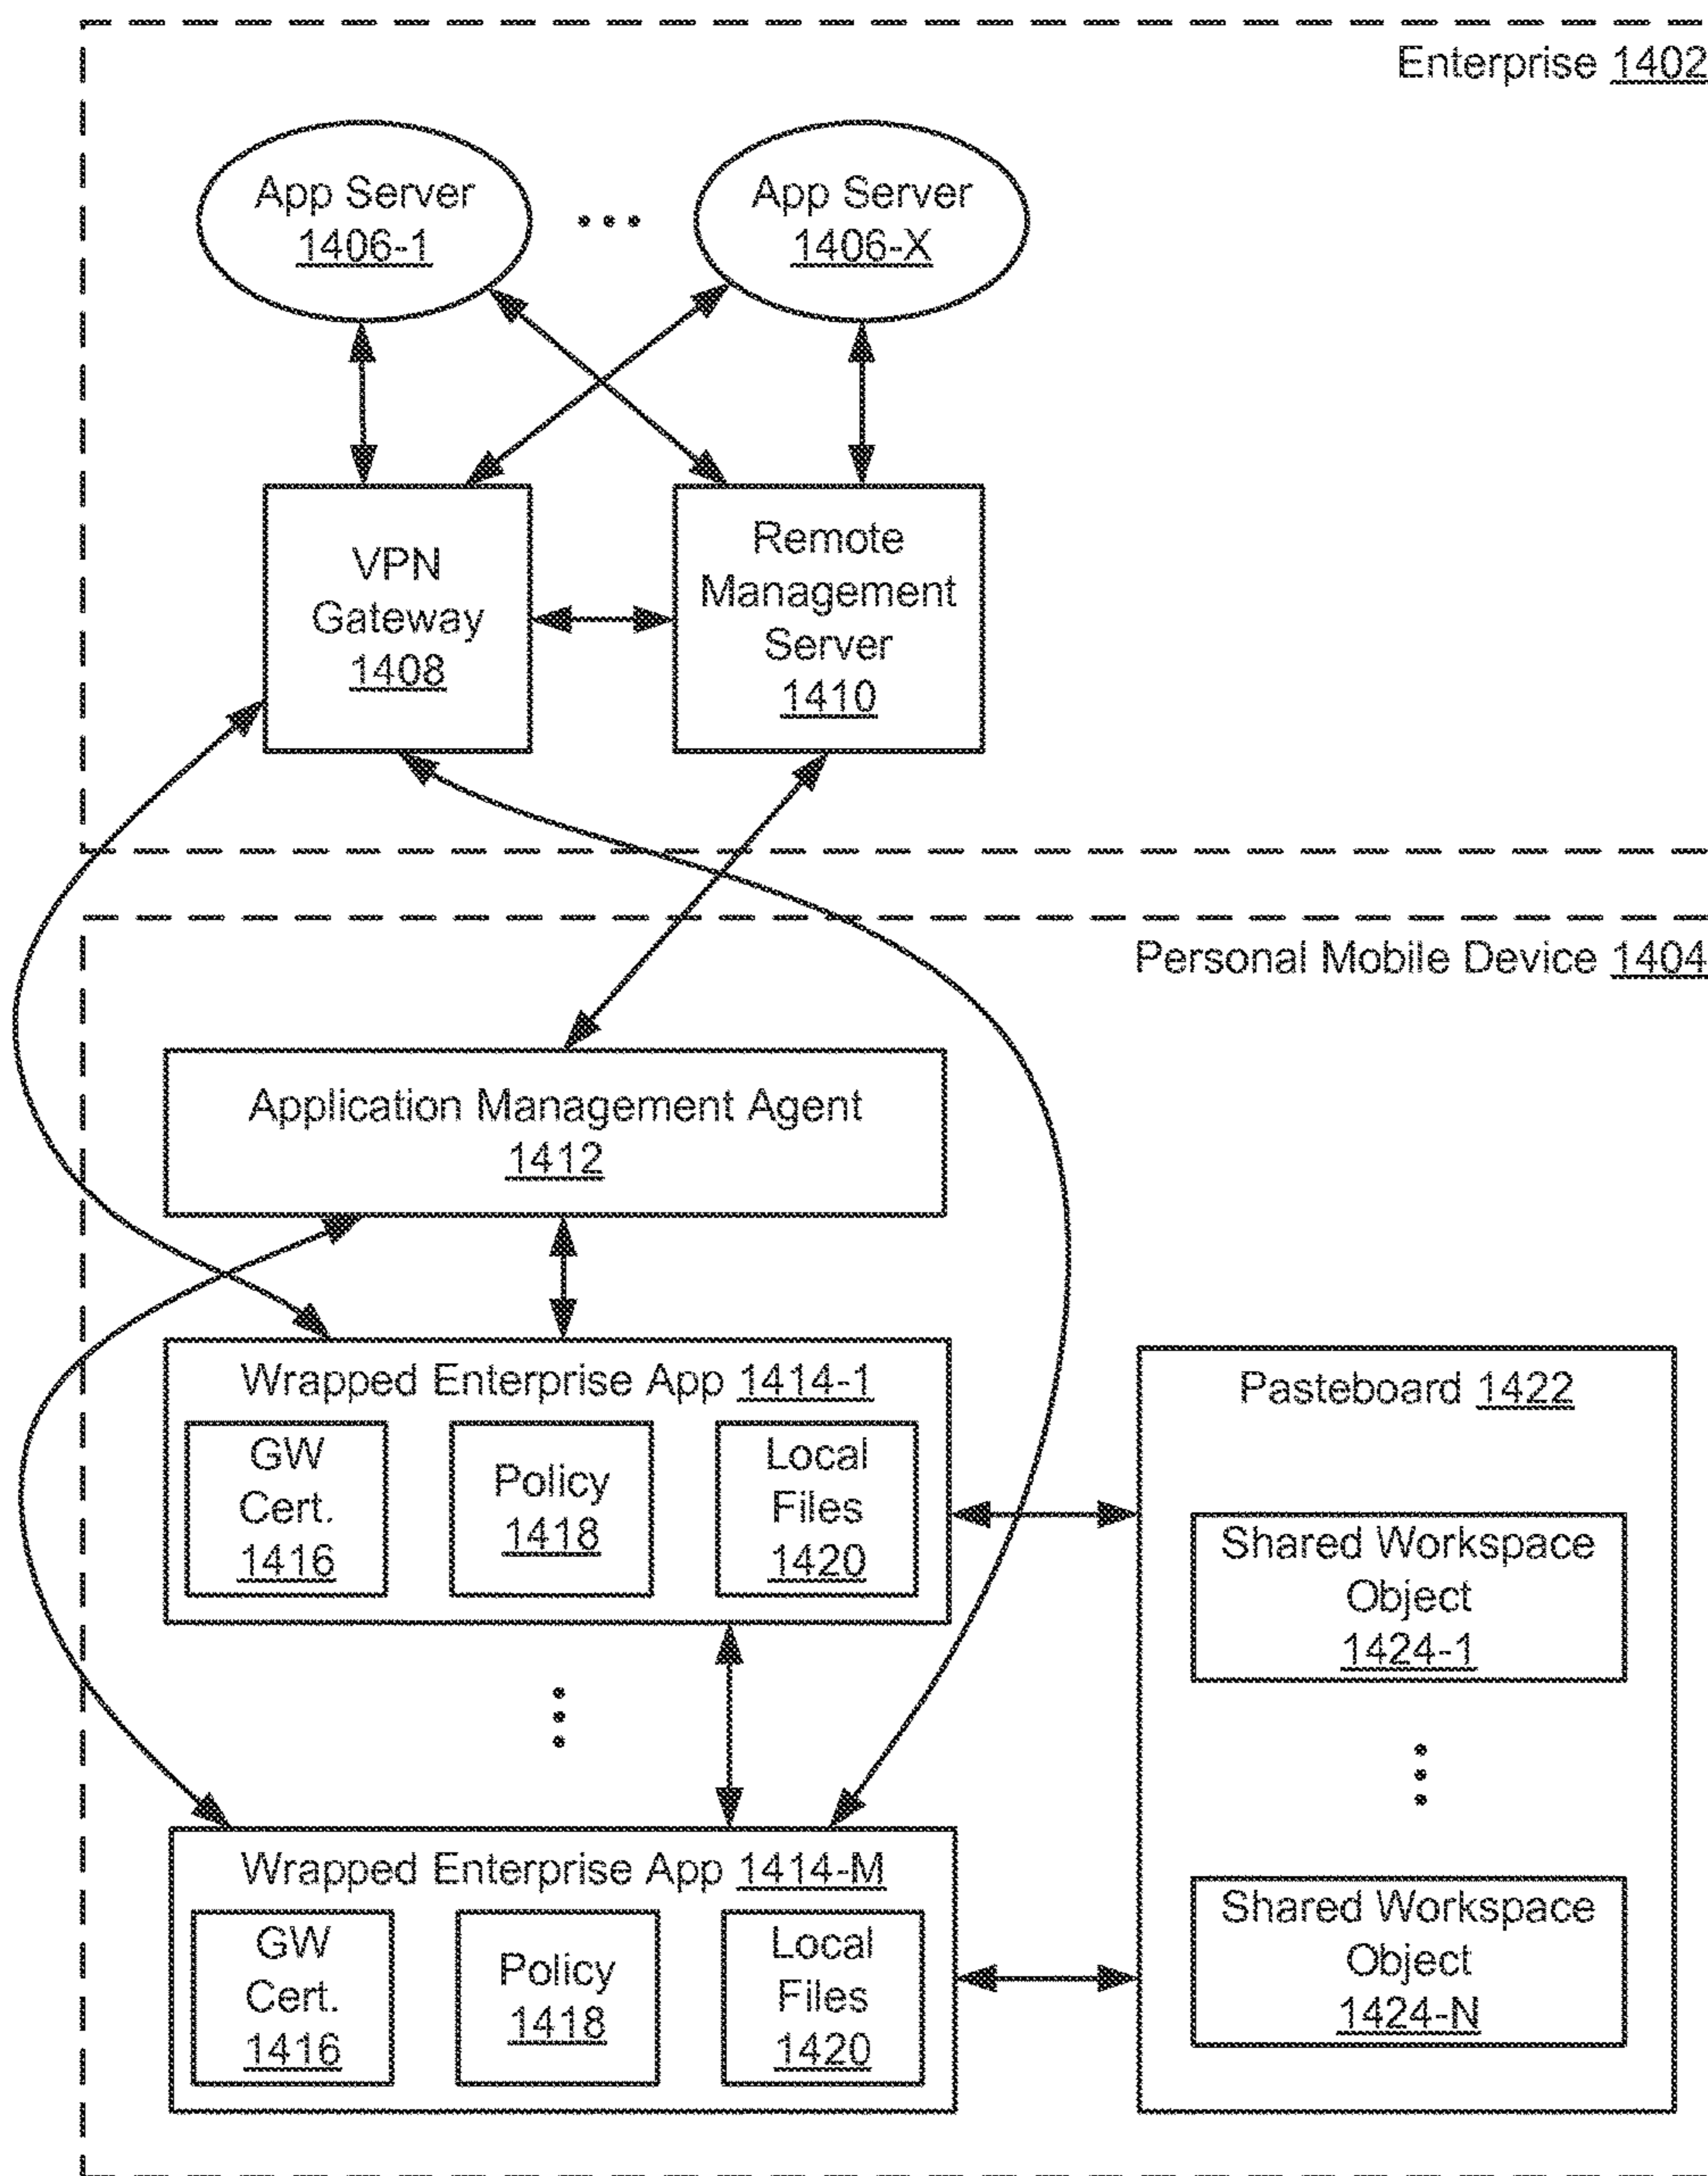 Enterprise 1402
App Server
1406-1
App Server
1406-X
VPN
Gateway
1408
Remote
Management
Server
1410
Personal Mobile Device 1404
Application Management Agent
1412
Wrapped Enterprise App 1414-1
GW
Cert.
1416
Policy
1418
Local
Files
1420
Pasteboard 1422
Shared Workspace
Object
1424-1
Wrapped Enterprise App 1414-M
GW
Cert.
1416
Policy
1418
Local
Files
1420
Shared Workspace
Object
1424-N